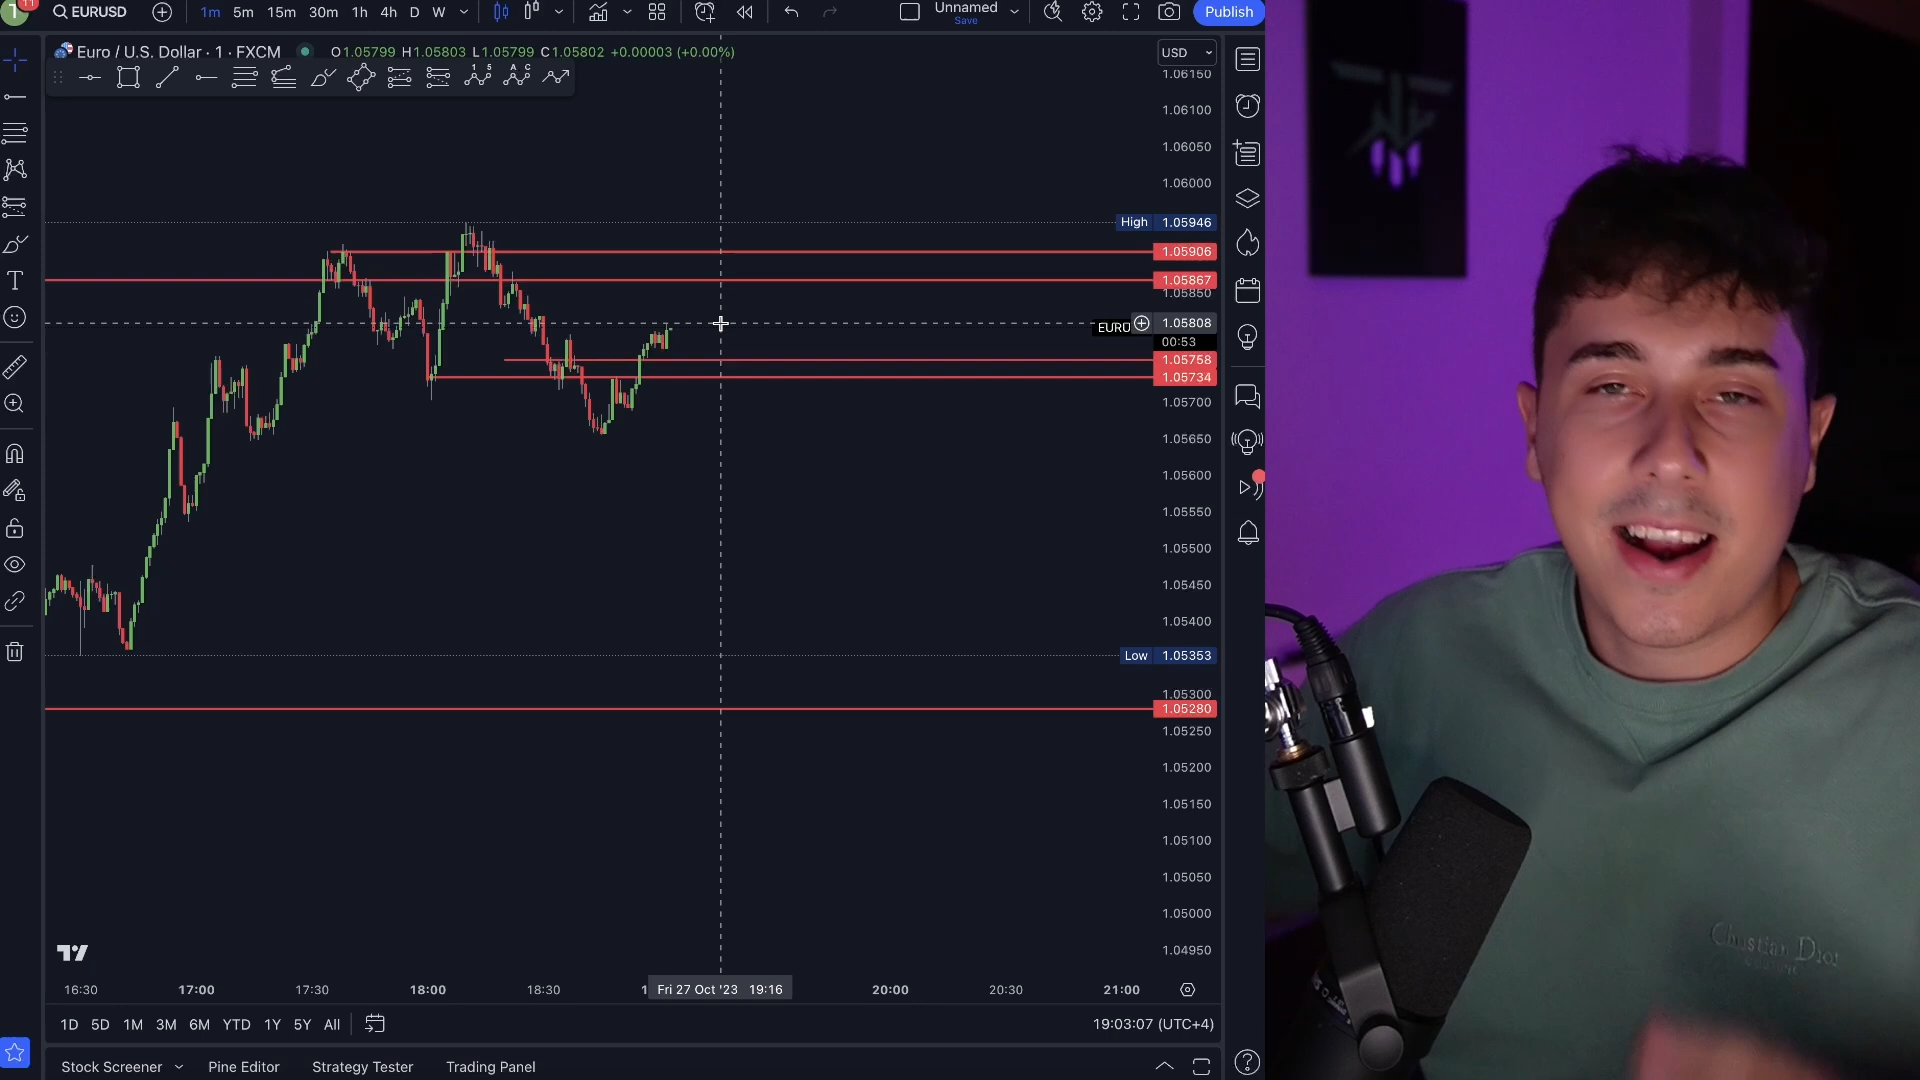 11
EURUSD 1m 5m 15m 30m 1h 4h D W Unnamed Save Publish
Euro / U.S. Dollar · 1 · FXCM O1.05799 H1.05803 L1.05799 C1.05802 +0.00003 (+0.00%) USD
1 5
A C
1.06150
1.06100
1.06050
1.06000
High 1.05946
1.05906
1.05867
1.05850
EURU 1.05808
00:53
1.05758
1.05734
1.05700
1.05650
1.05600
1.05550
1.05500
1.05450
1.05400
Low 1.05353
1.05300
1.05280
1.05250
1.05200
1.05150
1.05100
1.05050
1.05000
1.04950
16:30 17:00 17:30 18:00 18:30 1 Fri 27 Oct '23 19:16 20:00 20:30 21:00
1D 5D 1M 3M 6M YTD 1Y 5Y All 19:03:07 (UTC+4)
Stock Screener Pine Editor Strategy Tester Trading Panel
Christian Dior